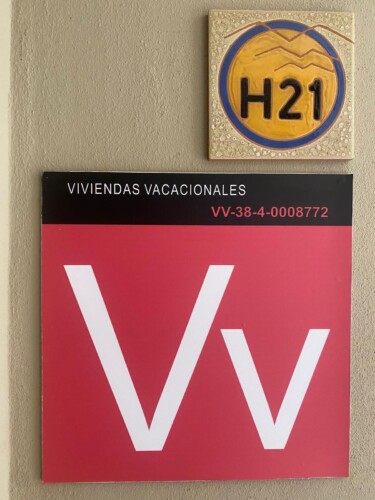 H21
VIVIENDAS VACACIONALES
VV-38-4-0008772
Vv